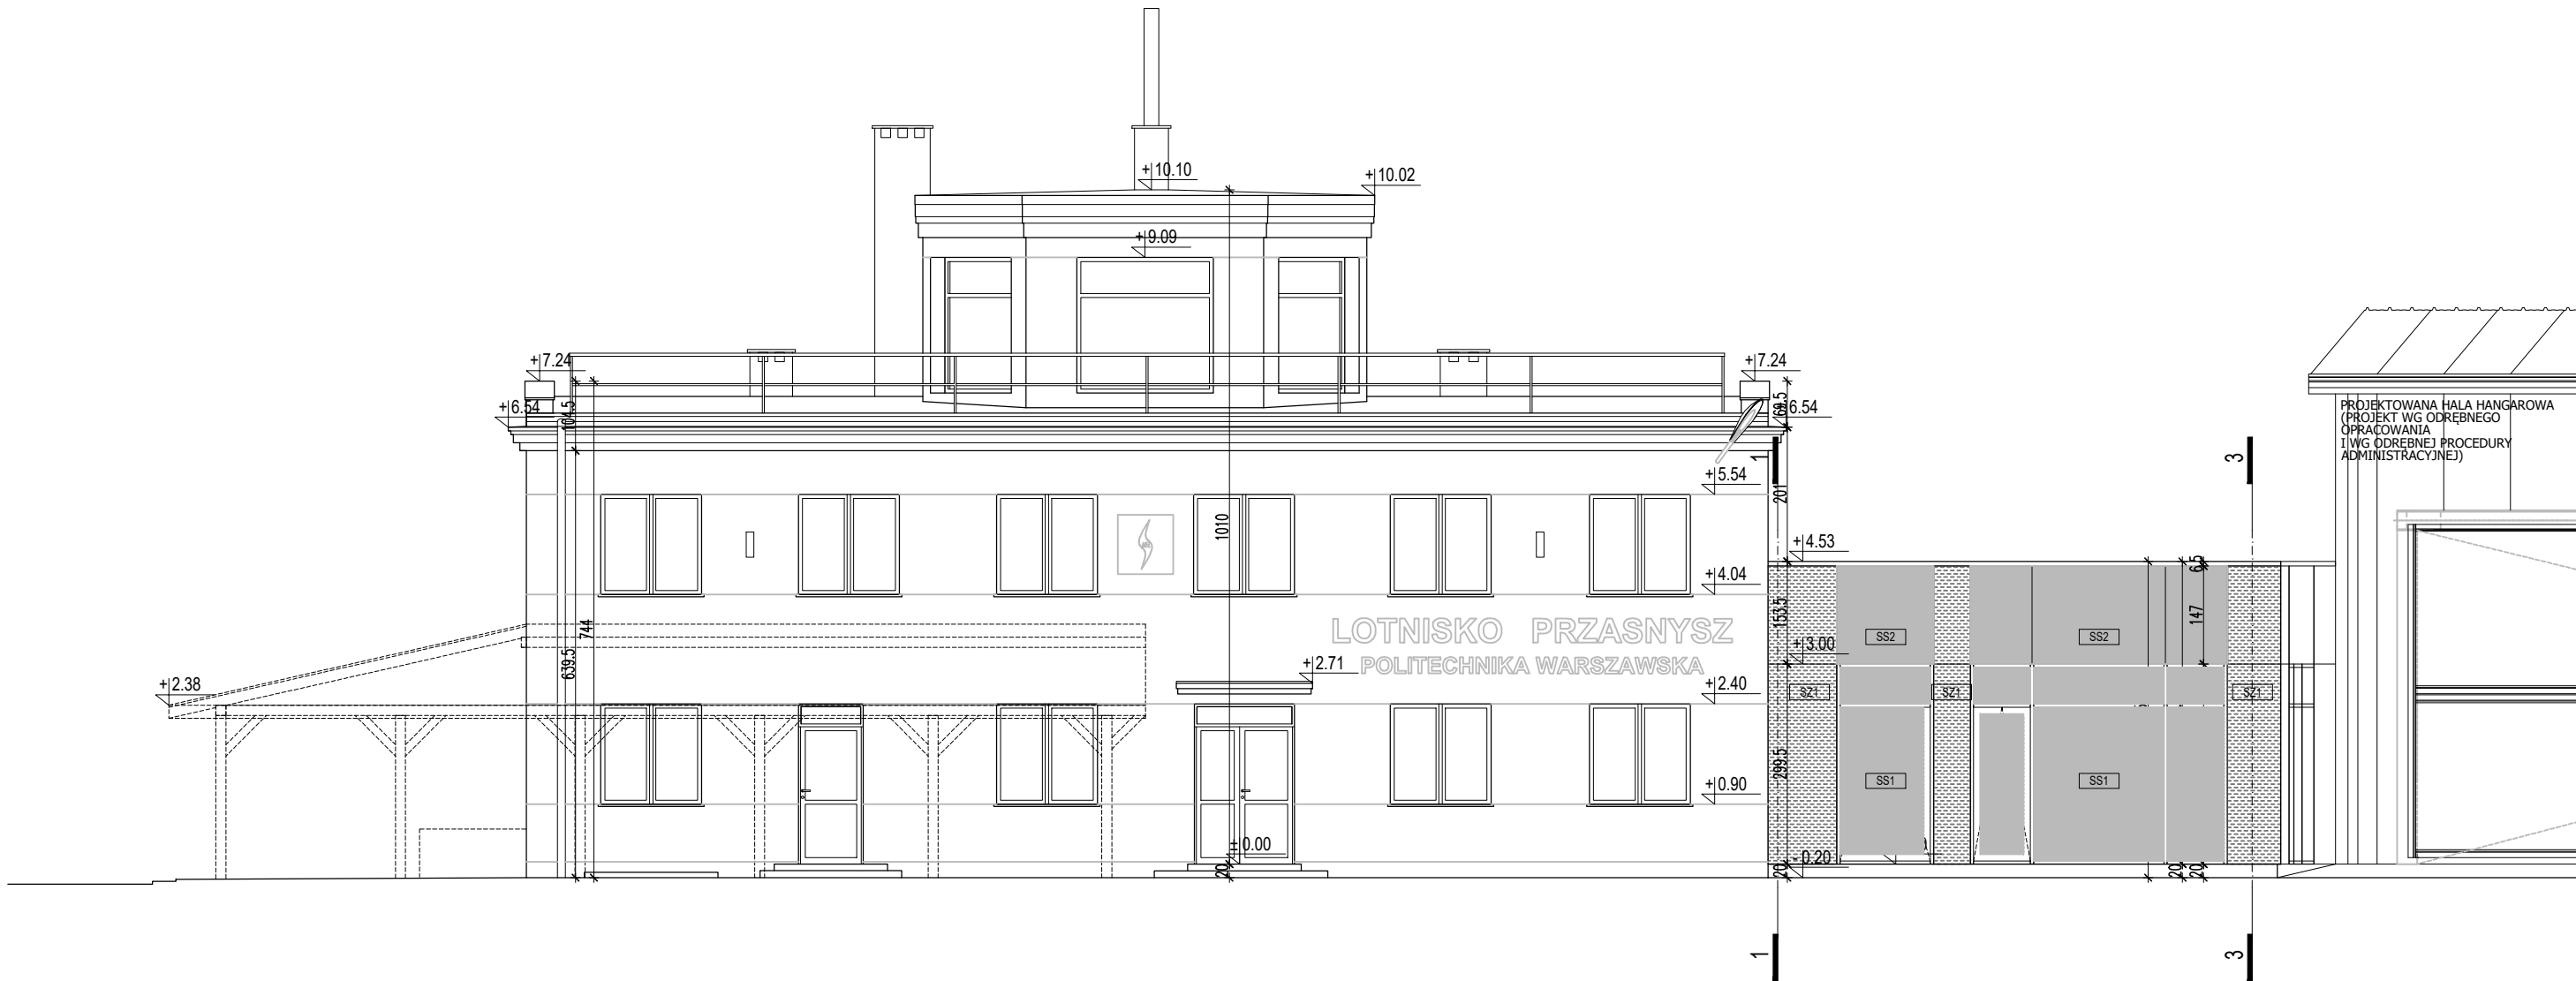 +10.10
+10.02
+9.09
+7.24
+7.24
+6.54
104.5
69.5
+6.54
PROJEKTOWANA HALA HANGAROWA
(PROJEKT WG ODRĘBNEGO
OPRACOWANIA
I WG ODRĘBNEJ PROCEDURY
ADMINISTRACYJNEJ)
1
3
+5.54
201
1010
+4.53
6.5
+4.04
153.5
147
744
639.5
LOTNISKO PRZASNYSZ
POLITECHNIKA WARSZAWSKA
SS2
SS2
+3.00
+2.71
+2.38
+2.40
SZ1
SZ1
SZ1
299.5
+0.90
SS1
SS1
±0.00
-0.20
20
20
20
20
1
3